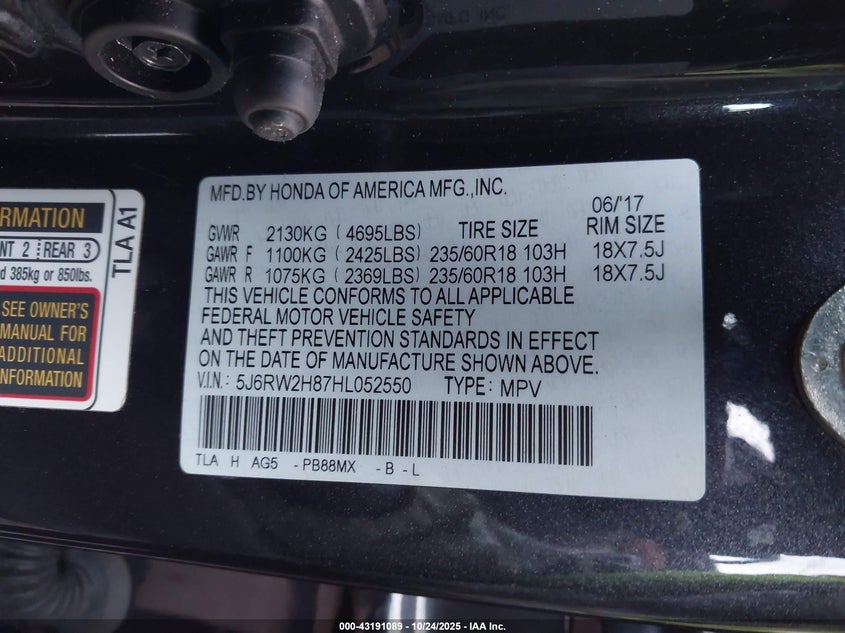 MFD.BY HONDA OF AMERICA MFG.,INC.
06/'17
GVWR 2130KG (4695LBS) TIRE SIZE RIM SIZE
GAWR F 1100KG (2425LBS) 235/60R18 103H 18X7.5J
GAWR R 1075KG (2369LBS) 235/60R18 103H 18X7.5J
THIS VEHICLE CONFORMS TO ALL APPLICABLE
FEDERAL MOTOR VEHICLE SAFETY
AND THEFT PREVENTION STANDARDS IN EFFECT
ON THE DATE OF MANUFACTURE SHOWN ABOVE.
V.I.N.: 5J6RW2H87HL052550 TYPE: MPV
TLA H AG5 - PB88MX - B - L
RMATION
NT 2 REAR 3
d 385kg or 850lbs.
SEE OWNER'S
MANUAL FOR
ADDITIONAL
INFORMATION
TLA A1
000-43191089 - 10/24/2025 - IAA Inc.